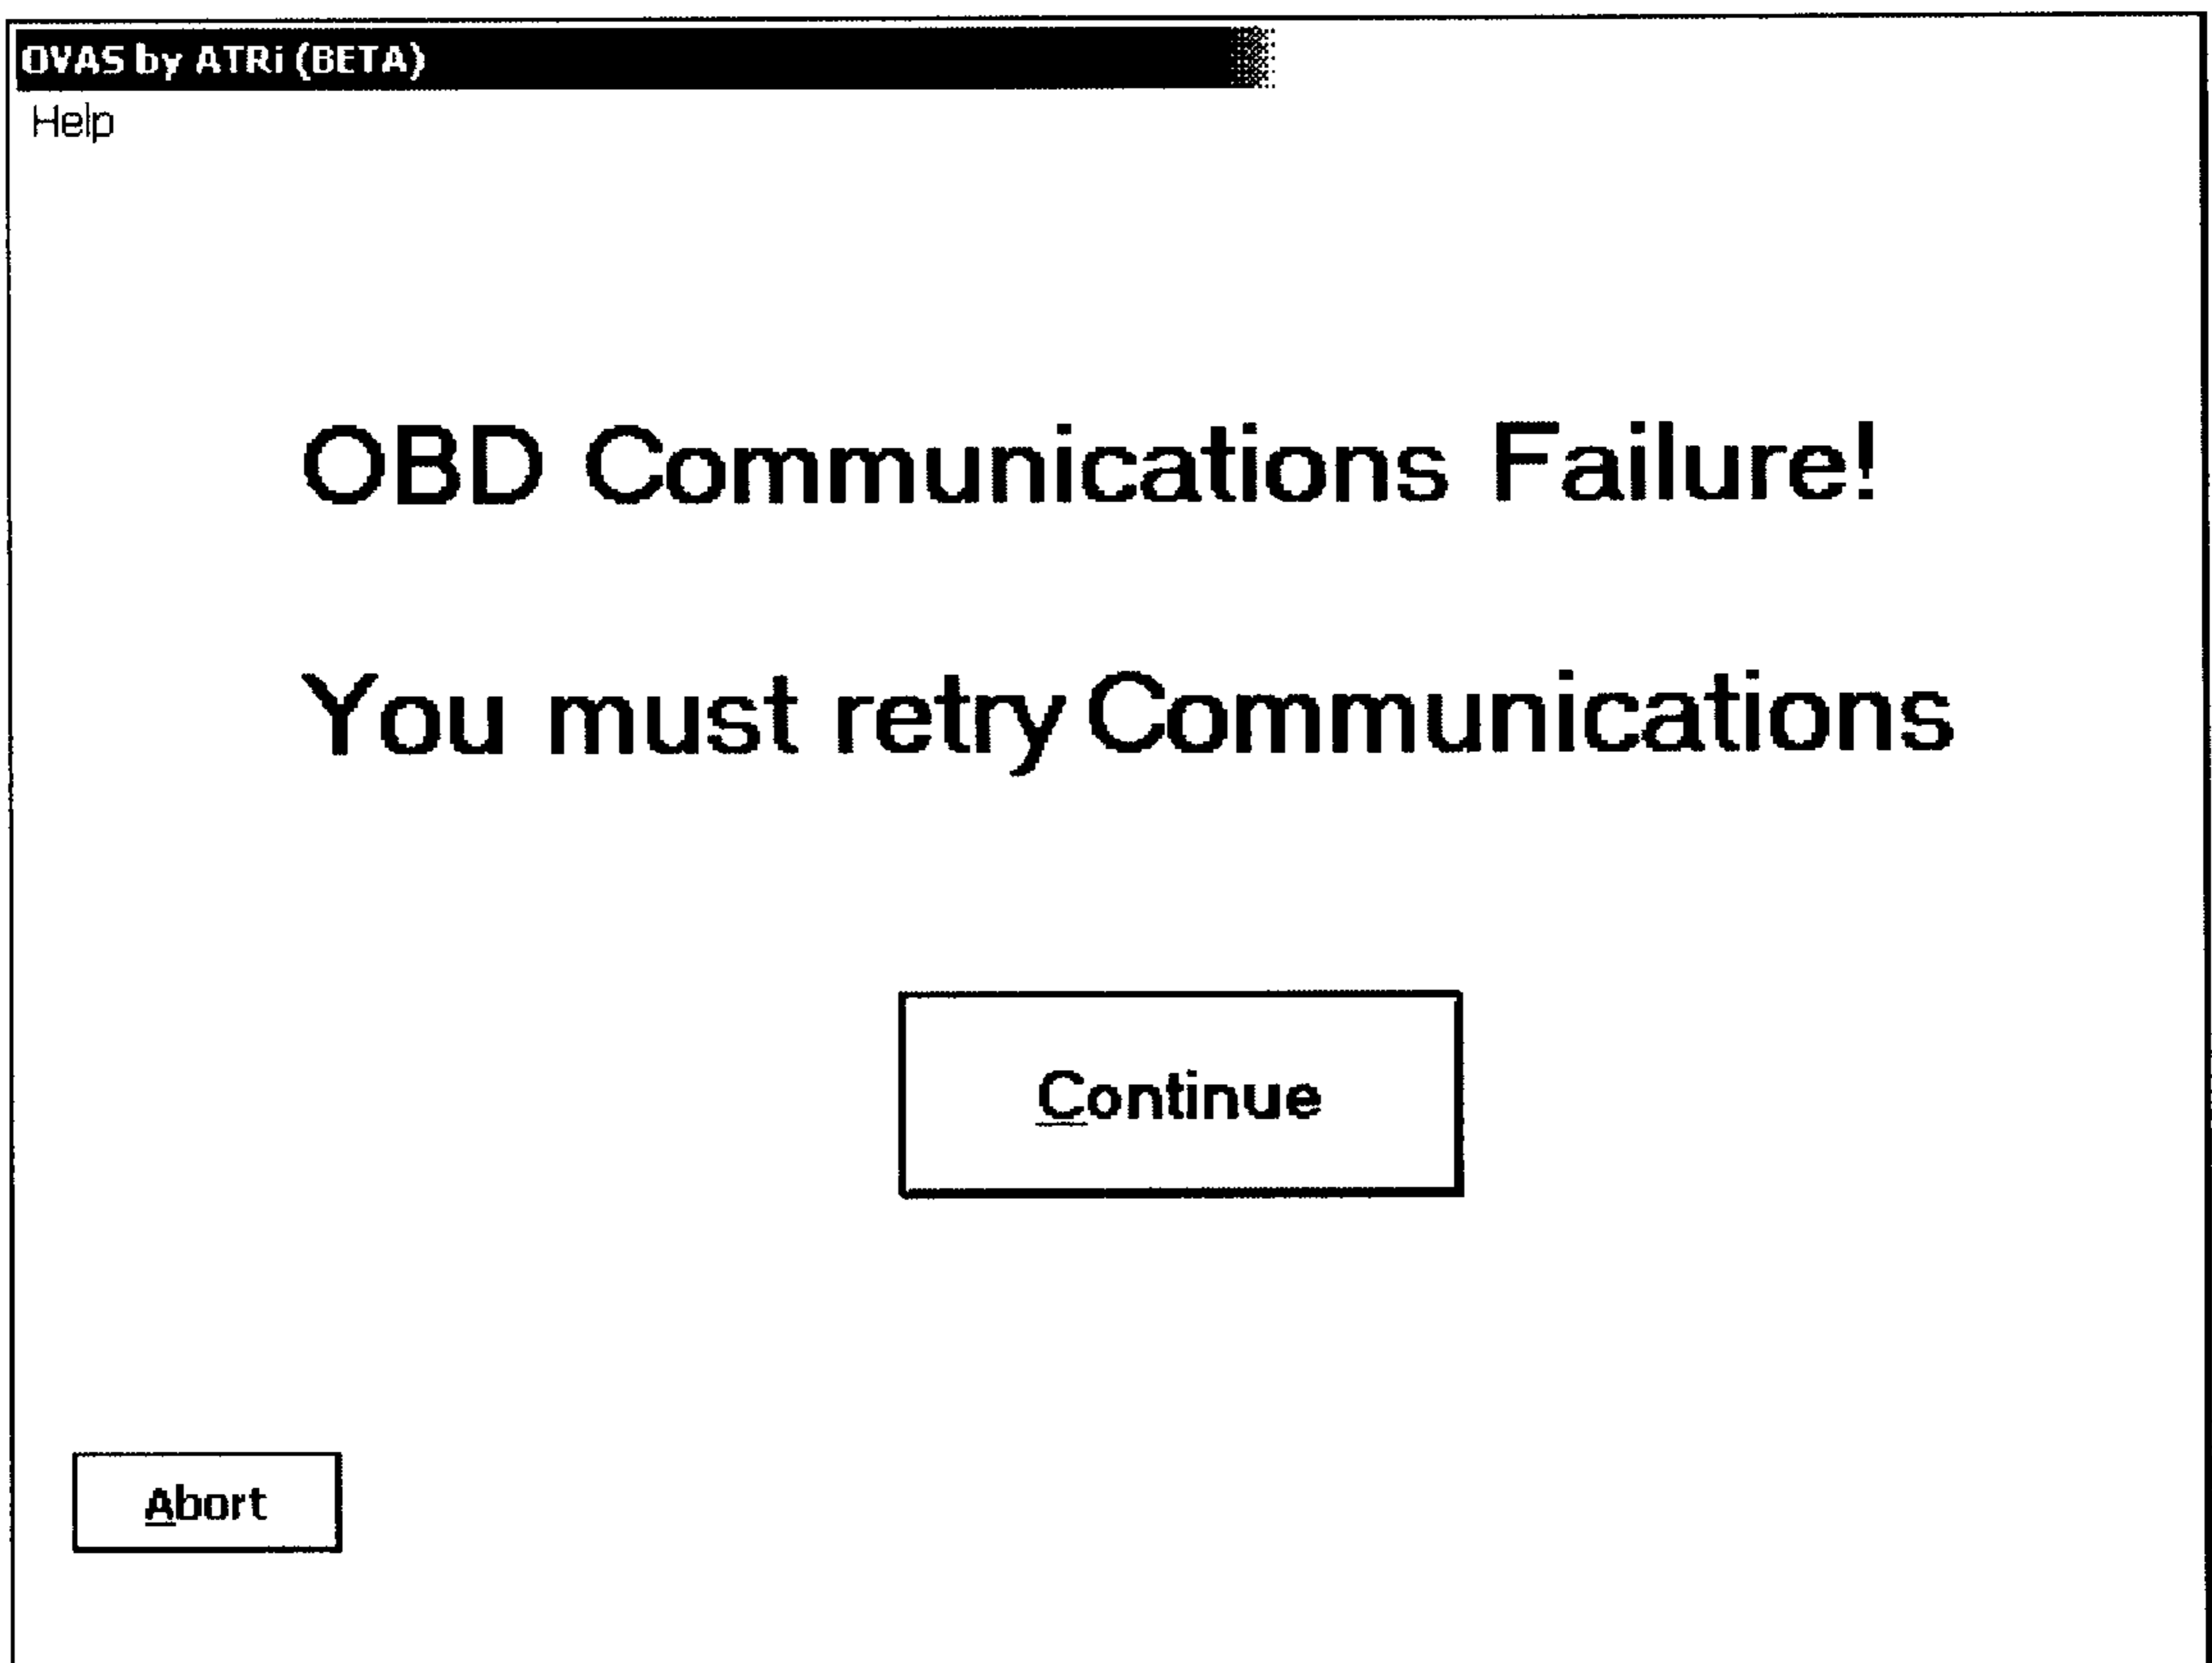 OVAS by ATRi (BETA)
Help
OBD Communications Failure!
You must retry Communications
Continue
Abort